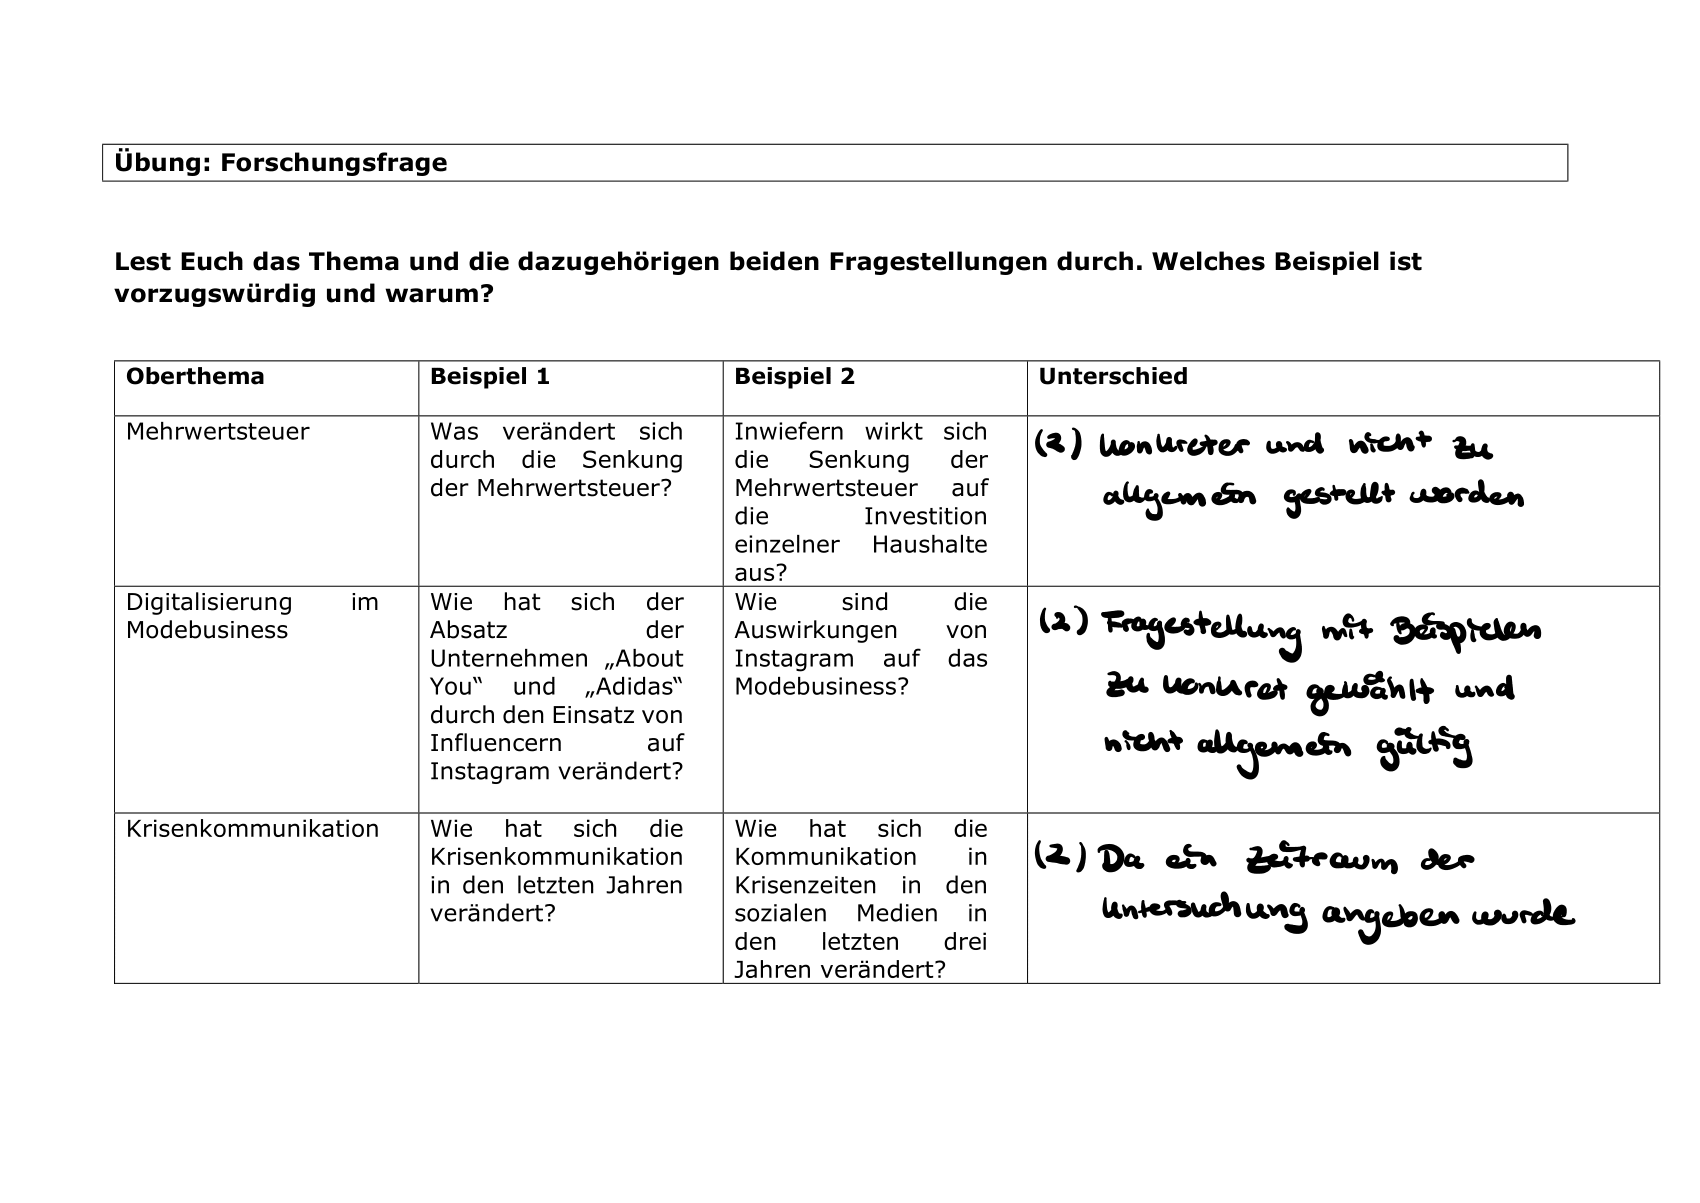 Übung: Forschungsfrage
Lest Euch das Thema und die dazugehörigen beiden Fragestellungen durch. Welches Beispiel ist
vorzugswürdig und warum?
Oberthema
Beispiel 1
Beispiel 2
Unterschied
Mehrwertsteuer
Was verändert sich
durch die Senkung
der Mehrwertsteuer?
Inwiefern wirkt sich
die Senkung der
Mehrwertsteuer auf
die Investition
einzelner Haushalte
aus?
(2) konkreter und nicht zu
allgemein gestellt worden
Digitalisierung im
Modebusiness
Wie hat sich der
Absatz der
Unternehmen „About
You“ und „Adidas“
durch den Einsatz von
Influencern auf
Instagram verändert?
Wie sind die
Auswirkungen von
Instagram auf das
Modebusiness?
(2) Fragestellung mit Beispielen
zu konkret gewählt und
nicht allgemein gültig
Krisenkommunikation
Wie hat sich die
Krisenkommunikation
in den letzten Jahren
verändert?
Wie hat sich die
Kommunikation in
Krisenzeiten in den
sozialen Medien in
den letzten drei
Jahren verändert?
(2) Da ein Zeitraum der
Untersuchung angeben wurde